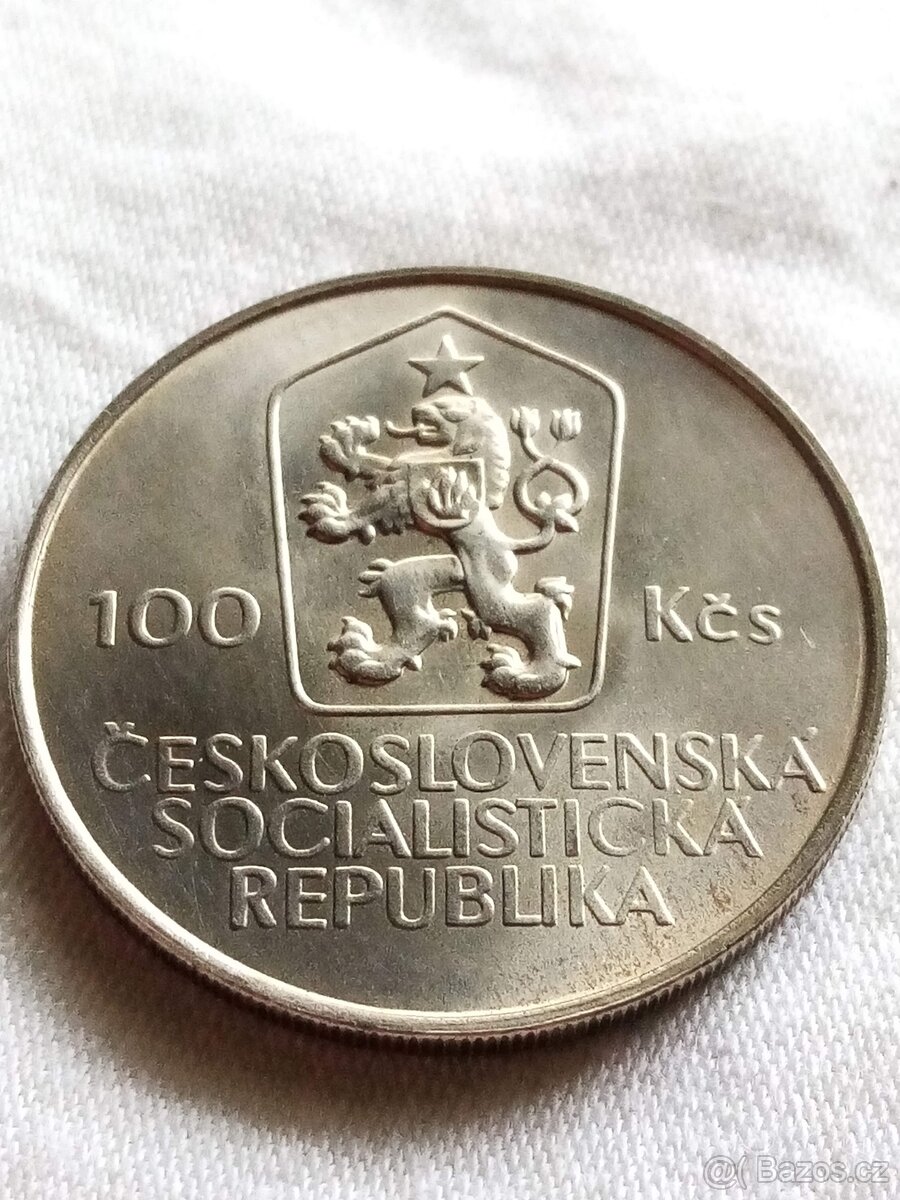 100 Kčs
ČESKOSLOVENSKÁ
SOCIALISTICKÁ
REPUBLIKA
@( Bazos.cz